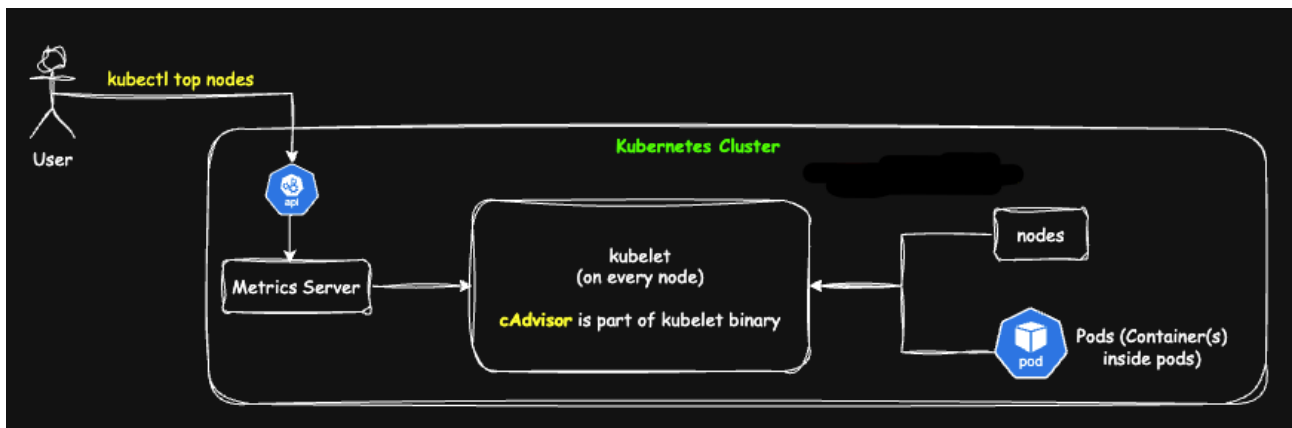 kubectl top nodes
User
Kubernetes Cluster
api
Metrics Server
kubelet
(on every node)
cAdvisor is part of kubelet binary
nodes
pod
Pods (Container(s)
inside pods)